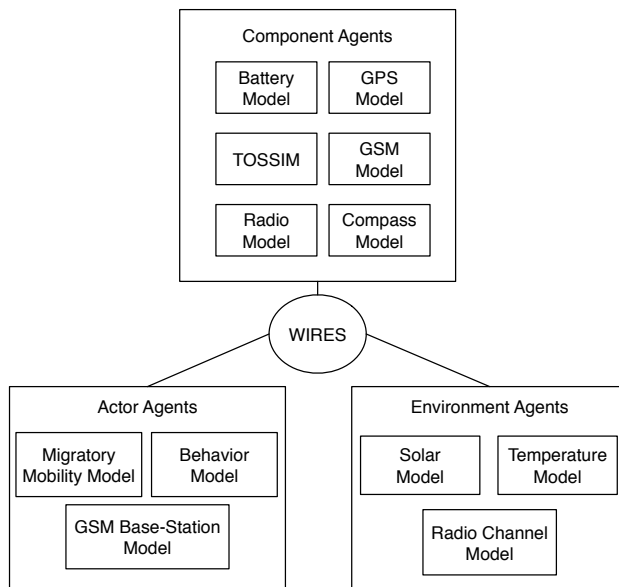 Component Agents
Battery
Model
GPS
Model
TOSSIM
GSM
Model
Radio
Model
Compass
Model
WIRES
Actor Agents
Migratory
Mobility Model
Behavior
Model
GSM Base-Station
Model
Environment Agents
Solar
Model
Temperature
Model
Radio Channel
Model